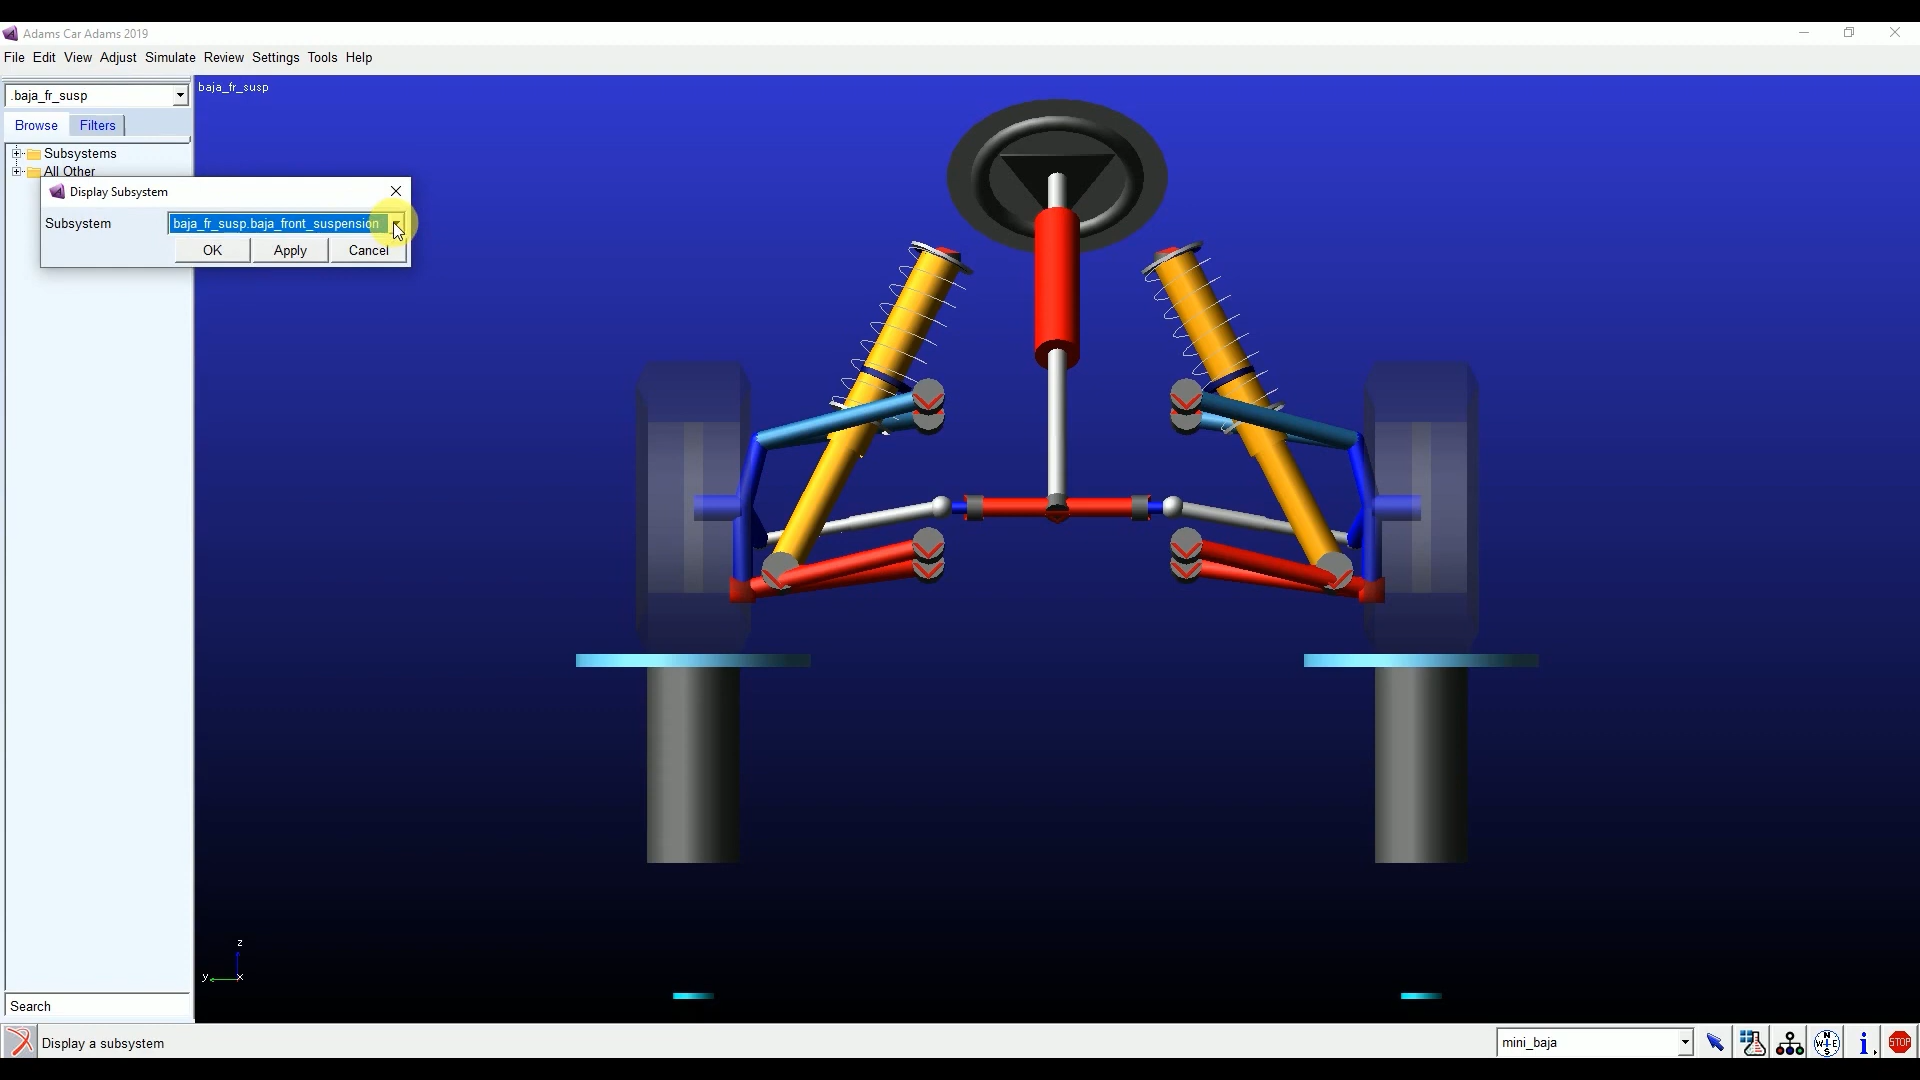 Adams Car Adams 2019
File Edit View Adjust Simulate Review Settings Tools Help
.baja_fr_susp
baja_fr_susp
Browse Filters
Subsystems
All Other
Display Subsystem
Subsystem baja_fr_susp.baja_front_suspension
OK Apply Cancel
z
y x
Search
Display a subsystem
mini_baja
N
W E
S
i
STOP